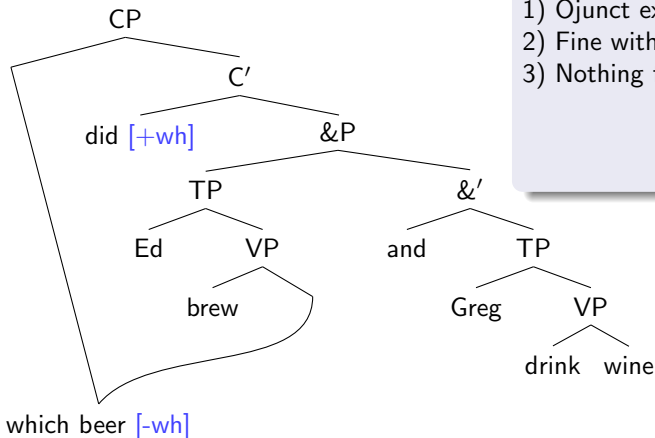 CP
1) Ojunct
2) Fine with
3) Nothing
C′
did [+wh]
&P
TP
&′
Ed
VP
and
TP
brew
Greg
VP
drink wine
which beer [-wh]